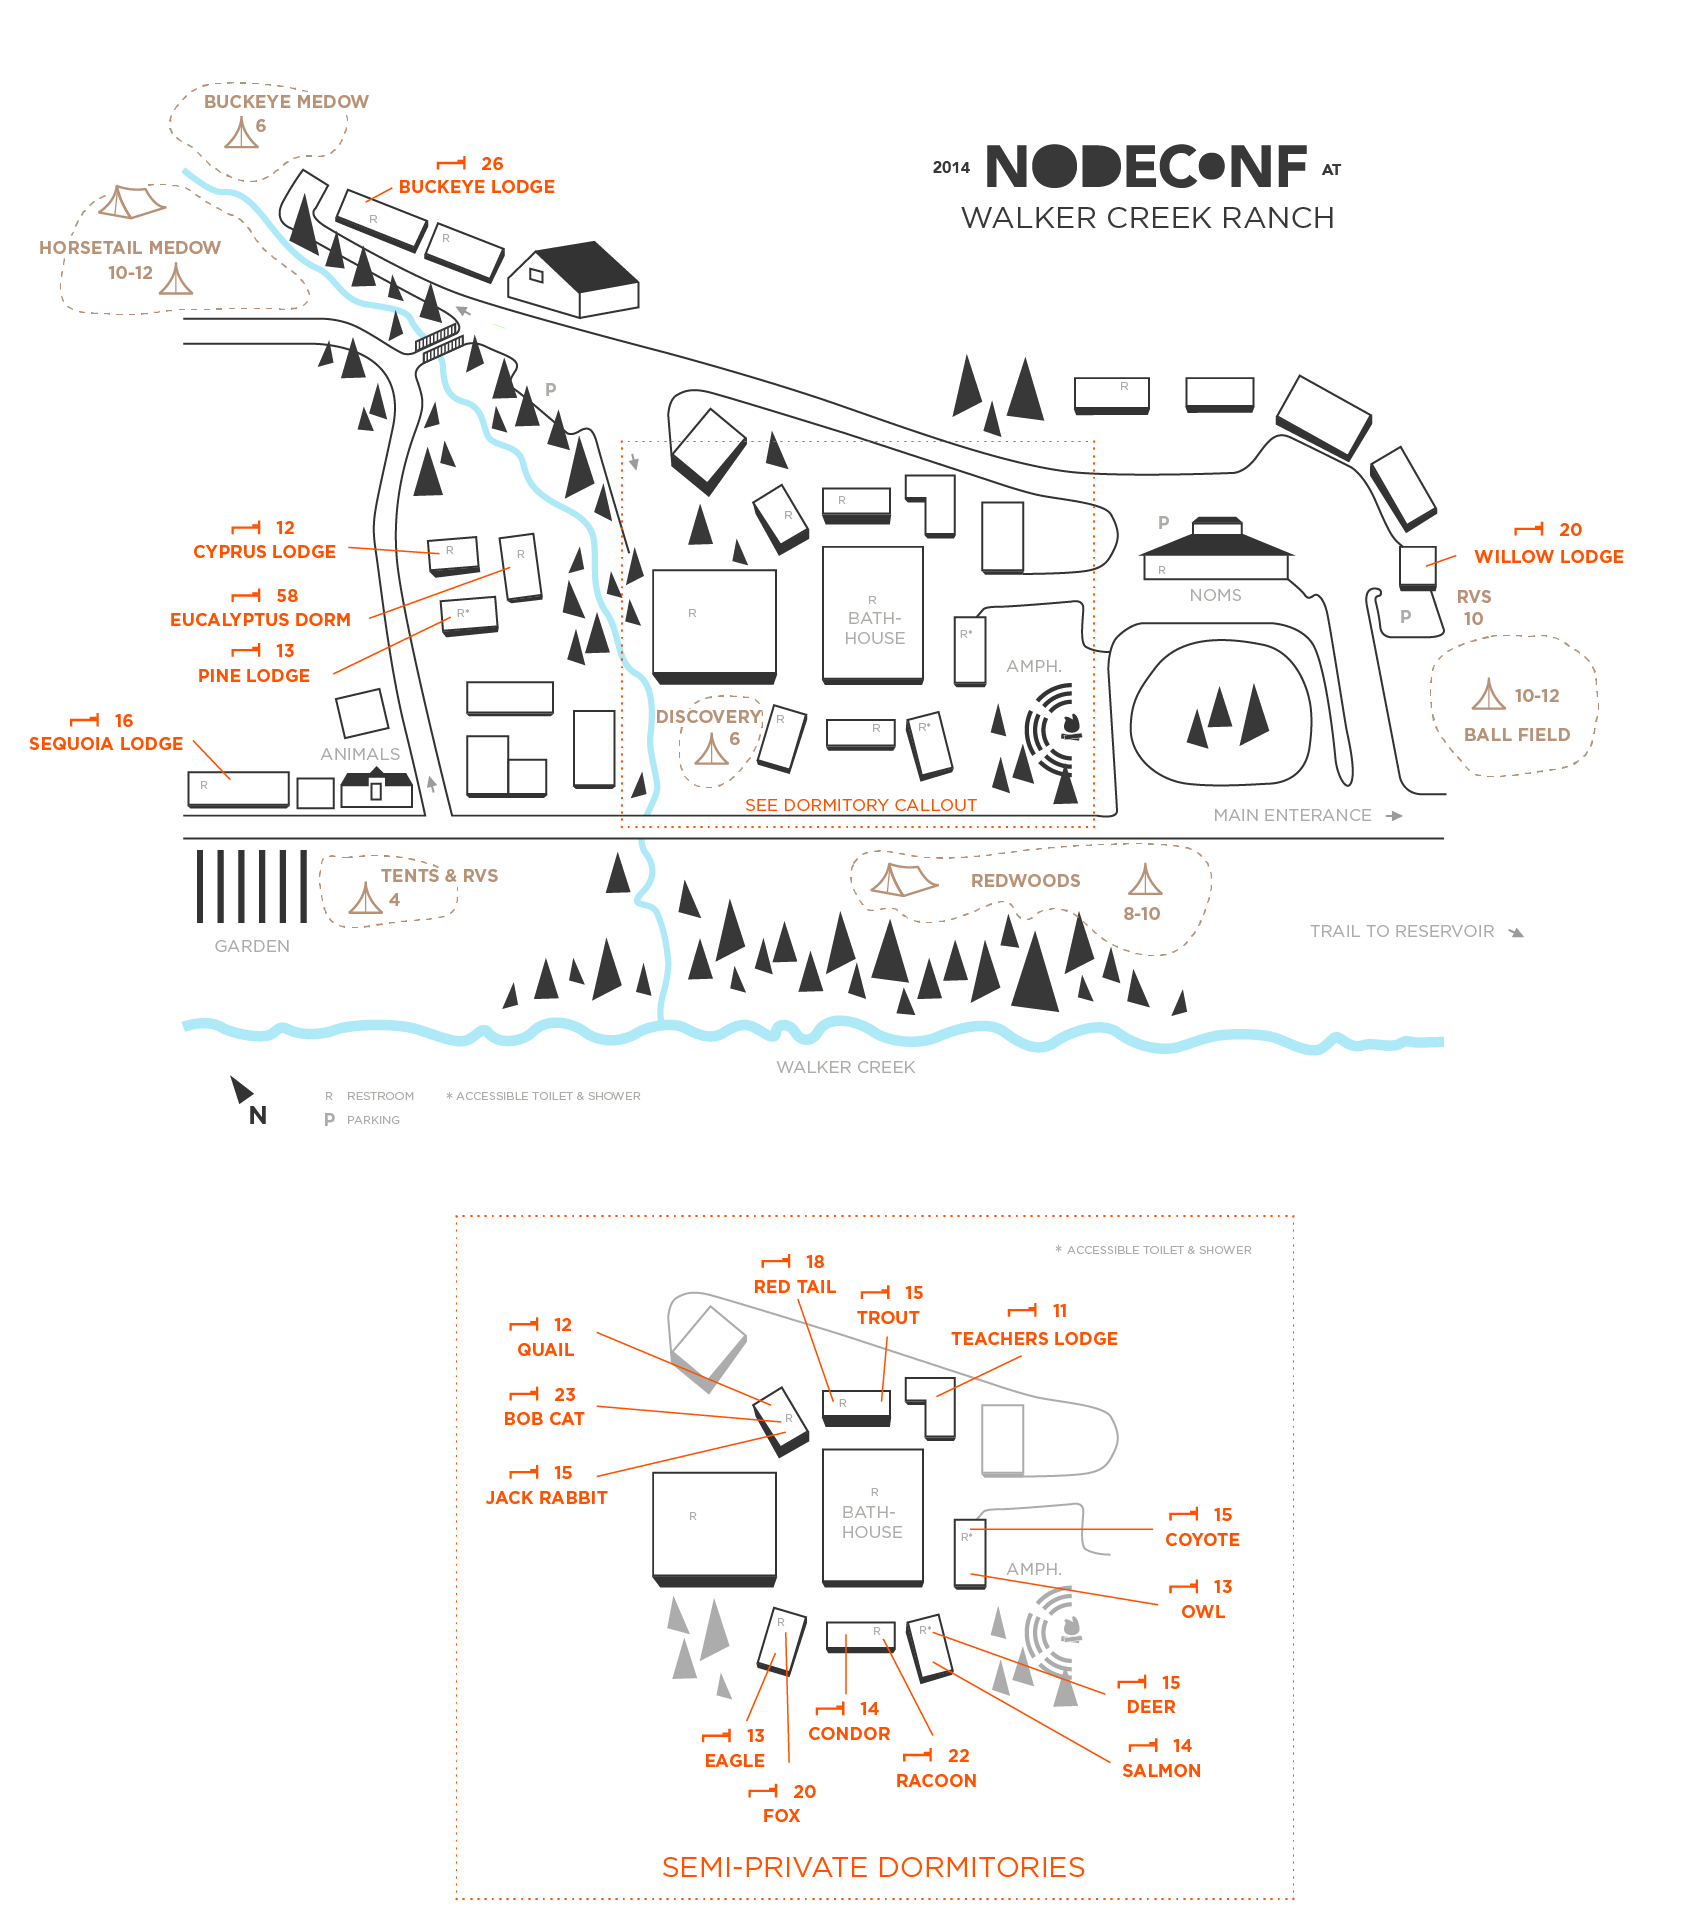 BUCKEYE MEDOW
6
HORSETAIL MEDOW
10-12
26
BUCKEYE LODGE
R
R
2014 NODECONF AT
WALKER CREEK RANCH
P
R
12
CYPRUS LODGE
R
R
58
EUCALYPTUS DORM
R*
13
PINE LODGE
16
SEQUOIA LODGE
R
ANIMALS
R
R
R
R
BATH-
HOUSE
R*
AMPH.
DISCOVERY
6
R
R
R*
SEE DORMITORY CALLOUT
P
R
NOMS
20
WILLOW LODGE
RVS
10
P
10-12
BALL FIELD
MAIN ENTERANCE
TENTS & RVS
4
GARDEN
REDWOODS
8-10
TRAIL TO RESERVOIR
WALKER CREEK
N
R RESTROOM * ACCESSIBLE TOILET & SHOWER
P PARKING
* ACCESSIBLE TOILET & SHOWER
18
RED TAIL
15
TROUT
11
TEACHERS LODGE
12
QUAIL
23
BOB CAT
15
JACK RABBIT
R
R
R
R
BATH-
HOUSE
R*
15
COYOTE
AMPH.
13
OWL
R
R
R*
15
DEER
14
CONDOR
13
EAGLE
14
SALMON
22
RACOON
20
FOX
SEMI-PRIVATE DORMITORIES